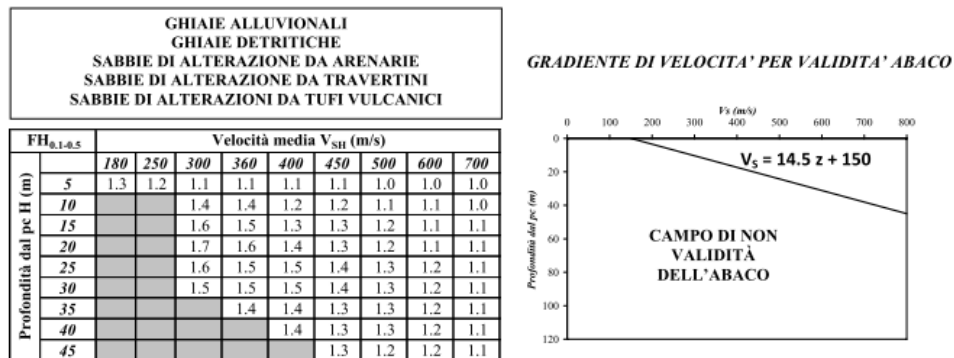 GHIAIE ALLUVIONALI
GHIAIE DETRITICHE
SABBIE DI ALTERAZIONE DA ARENARIE
SABBIE DI ALTERAZIONE DA TRAVERTINI
SABBIE DI ALTERAZIONI DA TUFI VULCANICI
FH0.1-0.5 Velocità media VSH (m/s)
180 250 300 360 400 450 500 600 700
Profondità dal pc H (m)
5 1.3 1.2 1.1 1.1 1.1 1.1 1.0 1.0 1.0
10 1.4 1.4 1.2 1.2 1.1 1.1 1.0
15 1.6 1.5 1.3 1.3 1.2 1.1 1.1
20 1.7 1.6 1.4 1.3 1.2 1.1 1.1
25 1.6 1.5 1.5 1.4 1.3 1.2 1.1
30 1.5 1.5 1.5 1.4 1.3 1.2 1.1
35 1.4 1.4 1.3 1.3 1.2 1.1
40 1.4 1.3 1.3 1.2 1.1
45 1.3 1.2 1.2 1.1
GRADIENTE DI VELOCITA' PER VALIDITA' ABACO
Vs (m/s)
0 100 200 300 400 500 600 700 800
Profondità dal pc (m)
0
20
40
60
80
100
120
VS = 14.5 z + 150
CAMPO DI NON
VALIDITÀ
DELL'ABACO